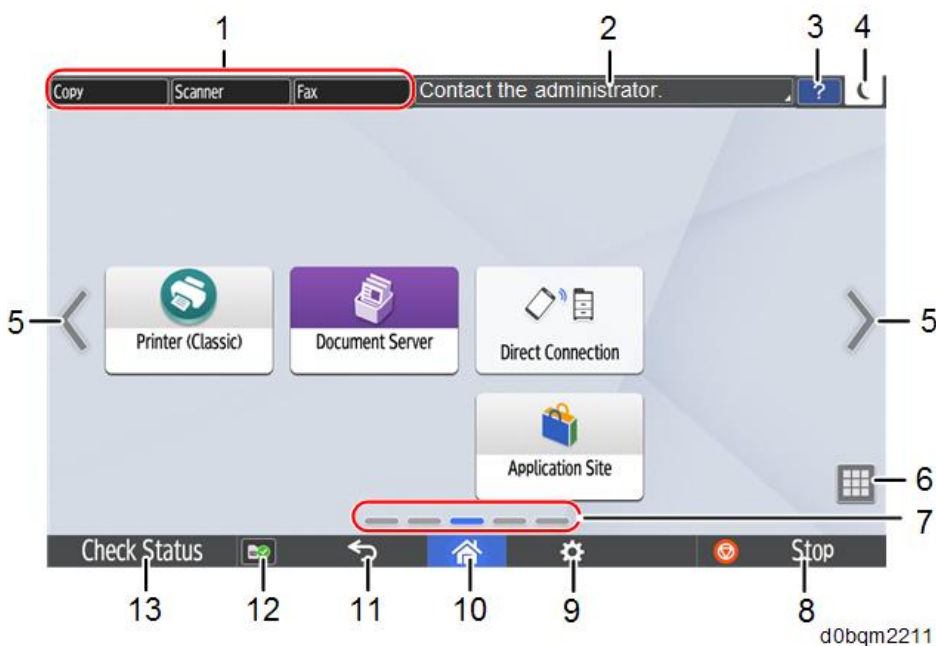 1 2 3 4
Copy Scanner Fax Contact the administrator. ?
5 5
Printer (Classic) Document Server Direct Connection
Application Site
6
7
Check Status Stop
13 12 11 10 9 8
d0bqm2211